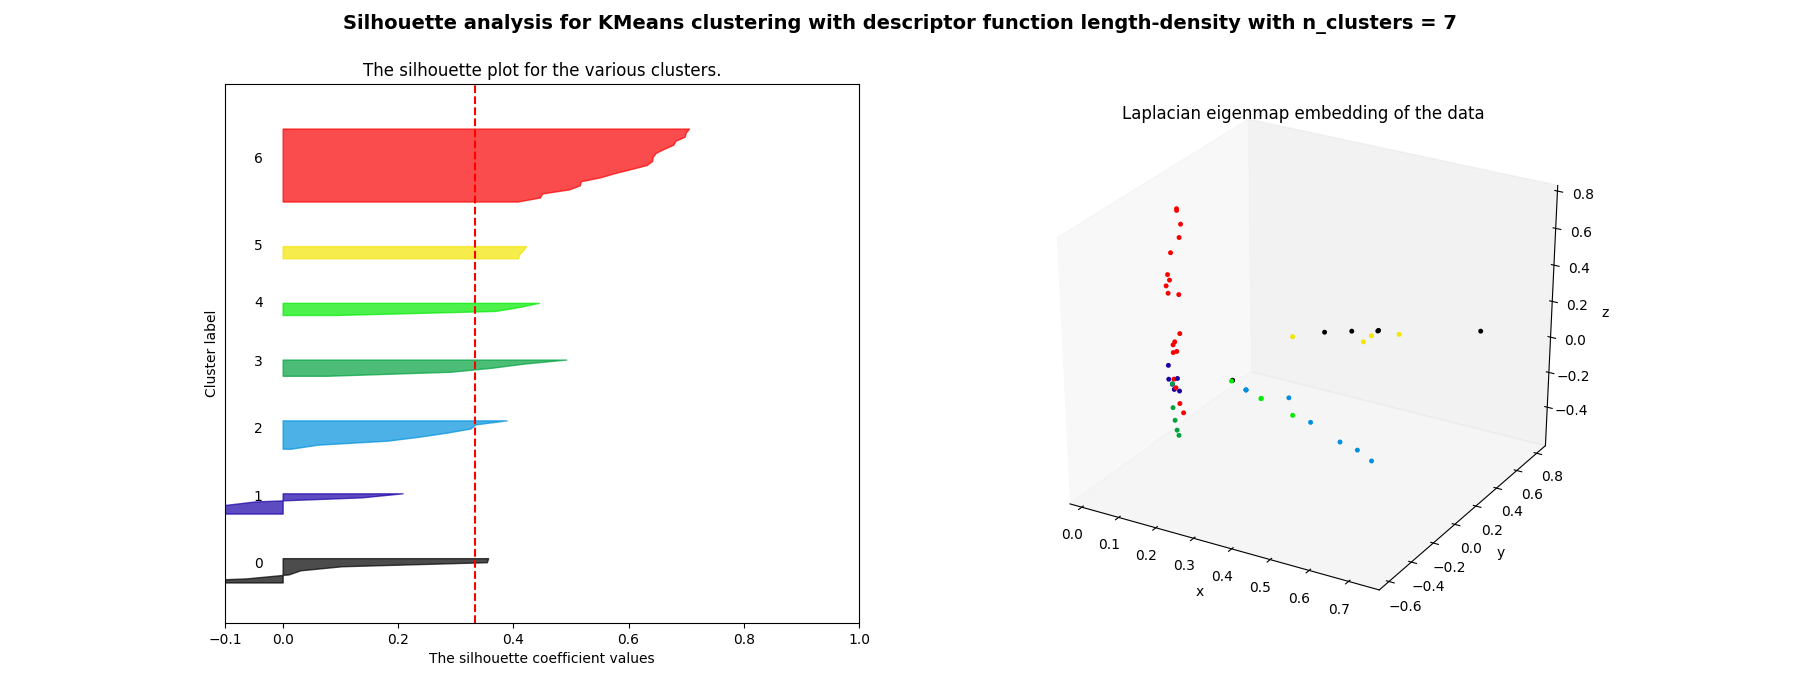 Silhouette analysis for KMeans clustering with descriptor function length-density with n_clusters = 7
The silhouette plot for the various clusters.
6
5
4
3
2
1
0
Cluster label
−0.1 0.0 0.2 0.4 0.6 0.8 1.0
The silhouette coefficient values
Laplacian eigenmap embedding of the data
0.8
0.6
0.4
0.2
0.0
−0.2
−0.4
z
0.8
0.6
0.4
0.2
0.0
−0.2
−0.4
−0.6
y
0.0 0.1 0.2 0.3 0.4 0.5 0.6 0.7
x